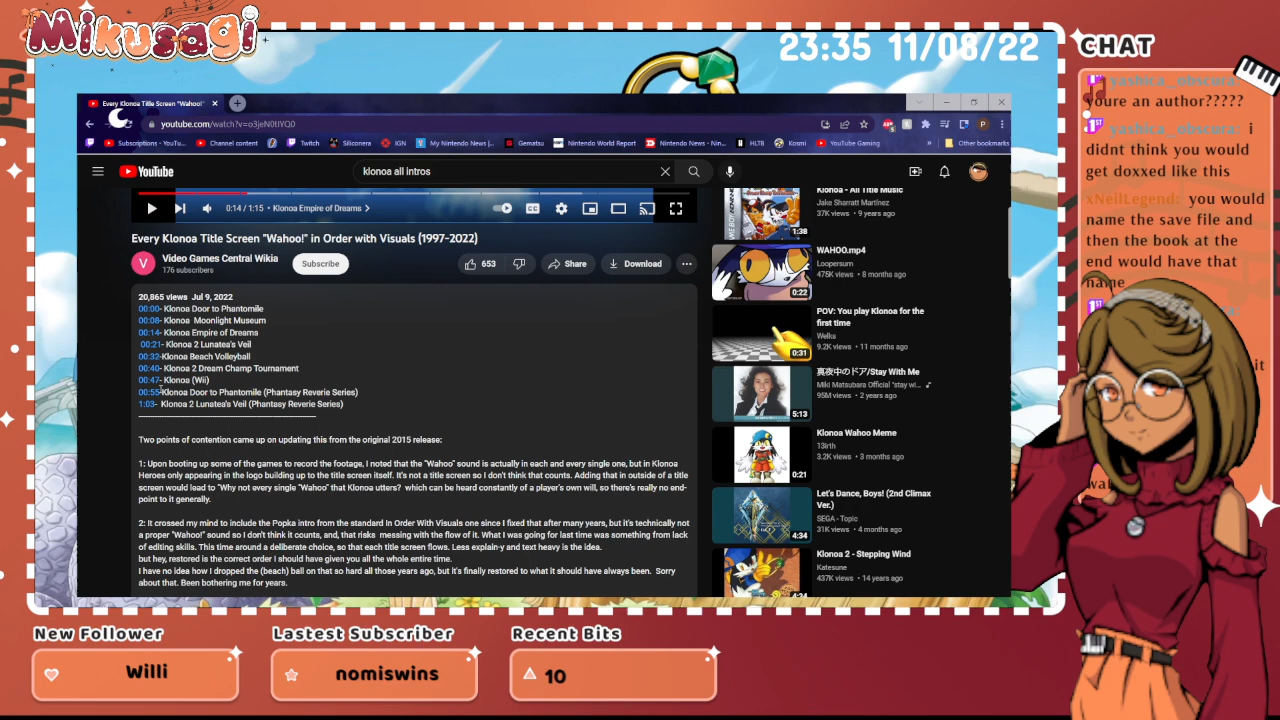 Mikusagi
23:35 11/08/22
CHAT
Every Klonoa Title Screen "Wahoo!"
youtube.com/watch?v=o3jeN0tIYQ0
Subscriptions - YouTu...
Channel content
Twitch
Siliconera
IGN
My Nintendo News |...
Gematsu
Nintendo World Report
Nintendo News - Nin...
HLTB
Kosmi
YouTube Gaming
»
Other bookmarks
YouTube
klonoa all intros
0:14 / 1:15 • Klonoa Empire of Dreams
Every Klonoa Title Screen "Wahoo!" in Order with Visuals (1997-2022)
V
Video Games Central Wikia
176 subscribers
Subscribe
653
Share
Download
20,865 views Jul 9, 2022
00:00- Klonoa Door to Phantomile
00:08- Klonoa Moonlight Museum
00:14- Klonoa Empire of Dreams
00:21- Klonoa 2 Lunatea's Veil
00:32-Klonoa Beach Volleyball
00:40- Klonoa 2 Dream Champ Tournament
00:47- Klonoa (Wii)
00:55-Klonoa Door to Phantomile (Phantasy Reverie Series)
1:03- Klonoa 2 Lunatea's Veil (Phantasy Reverie Series)
Two points of contention came up on updating this from the original 2015 release:
1: Upon booting up some of the games to record the footage, I noted that the "Wahoo" sound is actually in each and every single one, but in Klonoa
Heroes only appearing in the logo building up to the title screen itself. It's not a title screen so I don't think that counts. Adding that in outside of a title
screen would lead to "Why not every single "Wahoo" that Klonoa utters? which can be heard constantly of a player's own will, so there's really no end-
point to it generally.
2: It crossed my mind to include the Popka intro from the standard In Order With Visuals one since I fixed that after many years, but it's technically not
a proper "Wahoo!" sound so I don't think it counts, and, that risks messing with the flow of it. What I was going for last time was something from lack
of editing skills. This time around a deliberate choice, so that each title screen flows. Less explain-y and text heavy is the idea.
but hey, restored is the correct order I should have given you all the whole entire time.
I have no idea how I dropped the (beach) ball on that so hard all those years ago, but it's finally restored to what it should have always been. Sorry
about that. Been bothering me for years.
Klonoa - All Title Music
Jake Sharratt Martínez
37K views • 9 years ago
1:38
WAHOO.mp4
Loopersum
475K views • 8 months ago
0:22
POV: You play Klonoa for the
first time
Welks
9.2K views • 11 months ago
0:31
真夜中のドア/Stay With Me
Miki Matsubara Official "stay wi...
95M views • 2 years ago
5:13
Klonoa Wahoo Meme
13irth
3.2K views • 3 months ago
0:21
Let's Dance, Boys! (2nd Climax
Ver.)
SEGA - Topic
31K views • 4 months ago
4:34
Klonoa 2 - Stepping Wind
Katesune
437K views • 14 years ago
yashica_obscura:
youre an author?????
yashica_obscura: i
didnt think you would
get doxxed like this
xNeilLegend: you would
name the save file and
then the book at the
end would have that
name
New Follower
Willi
Lastest Subscriber
nomiswins
Recent Bits
10